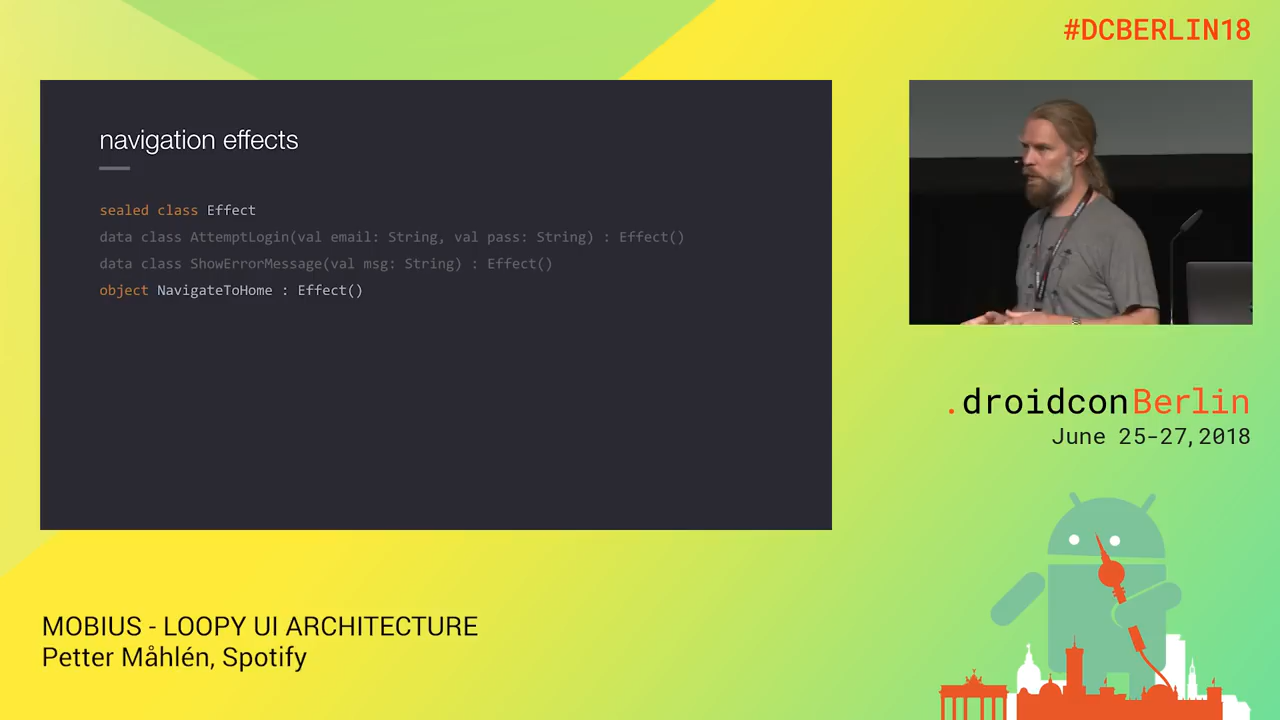 #DCBERLIN18
navigation effects
sealed class Effect
data class AttemptLogin(val email: String, val pass: String) : Effect()
data class ShowErrorMessage(val msg: String) : Effect()
object NavigateToHome : Effect()
.droidconBerlin
June 25-27,2018
MOBIUS - LOOPY UI ARCHITECTURE
Petter Måhlén, Spotify